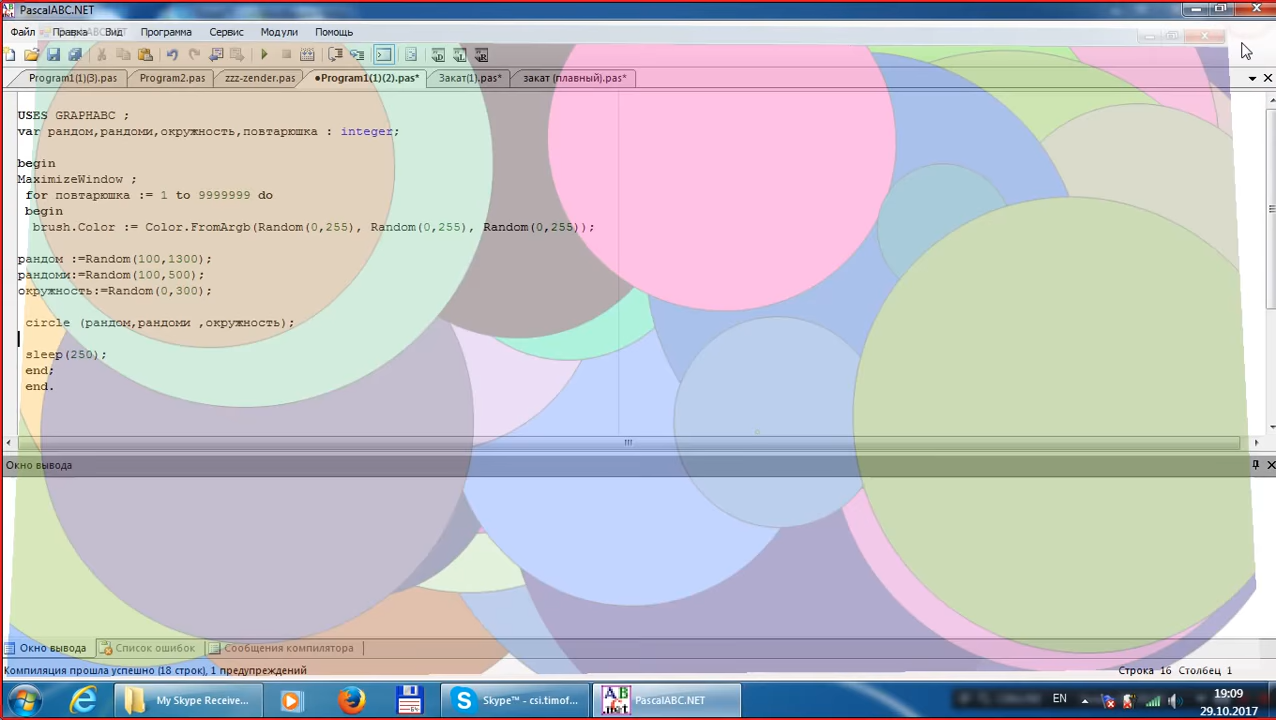 PascalABC.NET
Файл Правка Вид Программа Сервис Модули Помощь
Program1(1)(3).pas Program2.pas zzz-zender.pas •Program1(1)(2).pas* Закат(1).pas* закат (плавный).pas*
USES GRAPHABC ;
var рандом,рандоми,окружность,повтарюшка : integer;
begin
MaximizeWindow ;
for повтарюшка := 1 to 9999999 do
begin
brush.Color := Color.FromArgb(Random(0,255), Random(0,255), Random(0,255));
рандом :=Random(100,1300);
рандоми:=Random(100,500);
окружность:=Random(0,300);
circle (рандом,рандоми ,окружность);
sleep(250);
end;
end.
Окно вывода
Окно вывода Список ошибок Сообщения компилятора
Компиляция прошла успешно (18 строк), 1 предупреждений Строка 16 Столбец 1
My Skype Receive... Skype™ - csi.timof... PascalABC.NET EN 19:09
29.10.2017